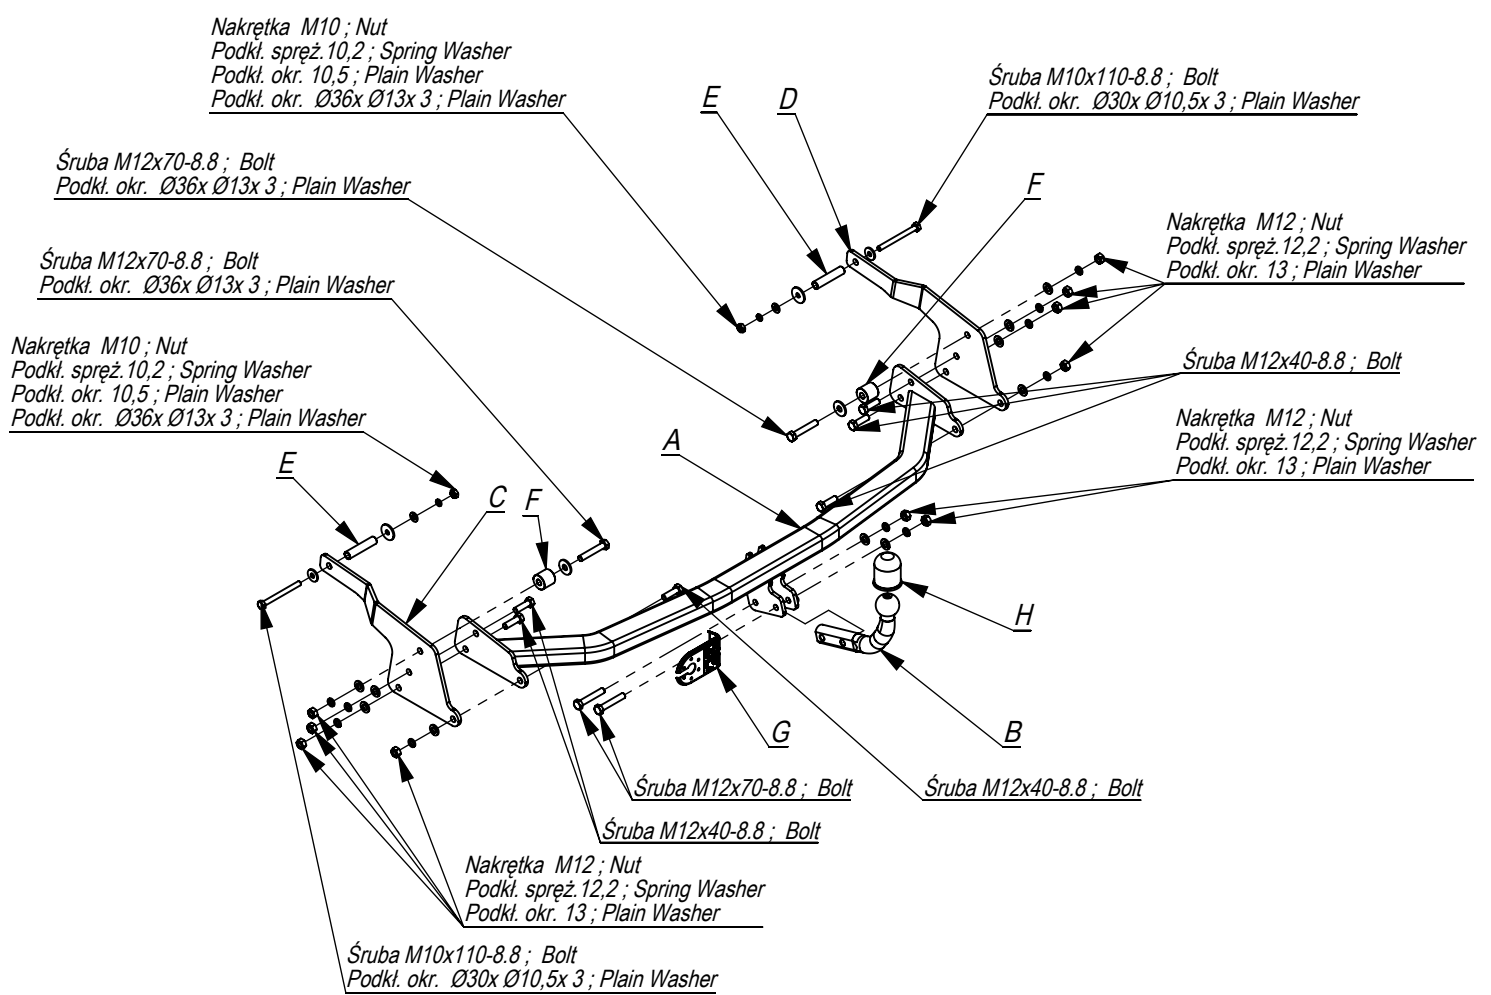 Nakrętka M10 ; Nut
Podkł. spręż.10,2 ; Spring Washer
Podkł. okr. 10,5 ; Plain Washer
Podkł. okr. Ø36x Ø13x 3 ; Plain Washer
E
D
Śruba M10x110-8.8 ; Bolt
Podkł. okr. Ø30x Ø10,5x 3 ; Plain Washer
Śruba M12x70-8.8 ; Bolt
Podkł. okr. Ø36x Ø13x 3 ; Plain Washer
F
Nakrętka M12 ; Nut
Podkł. spręż.12,2 ; Spring Washer
Podkł. okr. 13 ; Plain Washer
Śruba M12x70-8.8 ; Bolt
Podkł. okr. Ø36x Ø13x 3 ; Plain Washer
Nakrętka M10 ; Nut
Podkł. spręż.10,2 ; Spring Washer
Podkł. okr. 10,5 ; Plain Washer
Podkł. okr. Ø36x Ø13x 3 ; Plain Washer
Śruba M12x40-8.8 ; Bolt
Nakrętka M12 ; Nut
Podkł. spręż.12,2 ; Spring Washer
Podkł. okr. 13 ; Plain Washer
A
E
C
F
H
G
B
Śruba M12x70-8.8 ; Bolt
Śruba M12x40-8.8 ; Bolt
Śruba M12x40-8.8 ; Bolt
Nakrętka M12 ; Nut
Podkł. spręż.12,2 ; Spring Washer
Podkł. okr. 13 ; Plain Washer
Śruba M10x110-8.8 ; Bolt
Podkł. okr. Ø30x Ø10,5x 3 ; Plain Washer